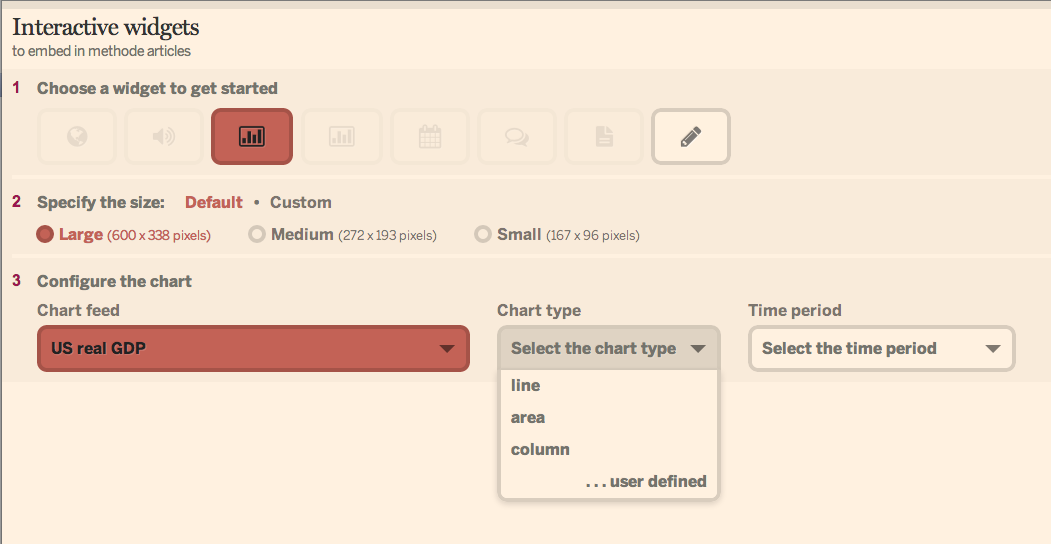 Interactive widgets
to embed in methode articles
1 Choose a widget to get started
2 Specify the size: Default • Custom
Large (600 x 338 pixels) Medium (272 x 193 pixels) Small (167 x 96 pixels)
3 Configure the chart
Chart feed Chart type Time period
US real GDP Select the chart type Select the time period
line
area
column
. . . user defined